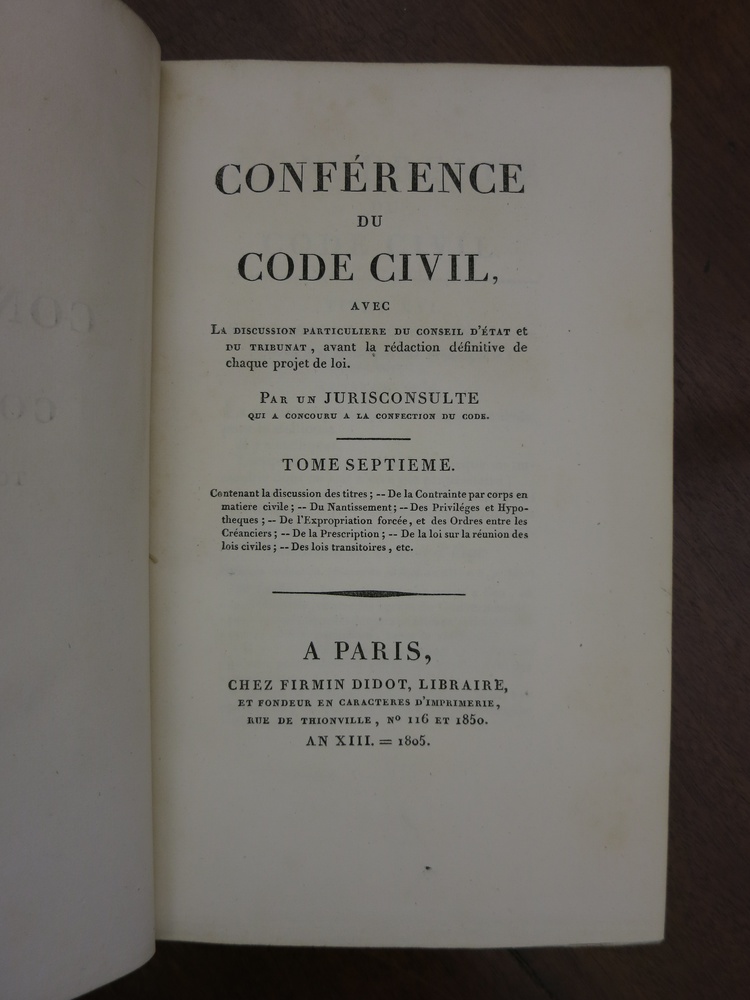 CONFÉRENCE
DU
CODE CIVIL,
AVEC
LA DISCUSSION PARTICULIERE DU CONSEIL D'ÉTAT et
DU TRIBUNAT, avant la rédaction définitive de
chaque projet de loi.
PAR UN JURISCONSULTE
QUI A CONCOURU A LA CONFECTION DU CODE.
TOME SEPTIEME.
Contenant la discussion des titres ; -- De la Contrainte par corps en
matiere civile ; -- Du Nantissement ; -- Des Priviléges et Hypo-
theques ; -- De l'Expropriation forcée, et des Ordres entre les
Créanciers ; -- De la Prescription ; -- De la loi sur la réunion des
lois civiles ; -- Des lois transitoires, etc.
A PARIS,
CHEZ FIRMIN DIDOT, LIBRAIRE,
ET FONDEUR EN CARACTERES D'IMPRIMERIE,
RUE DE THIONVILLE, Nº 116 ET 1850.
AN XIII. = 1805.